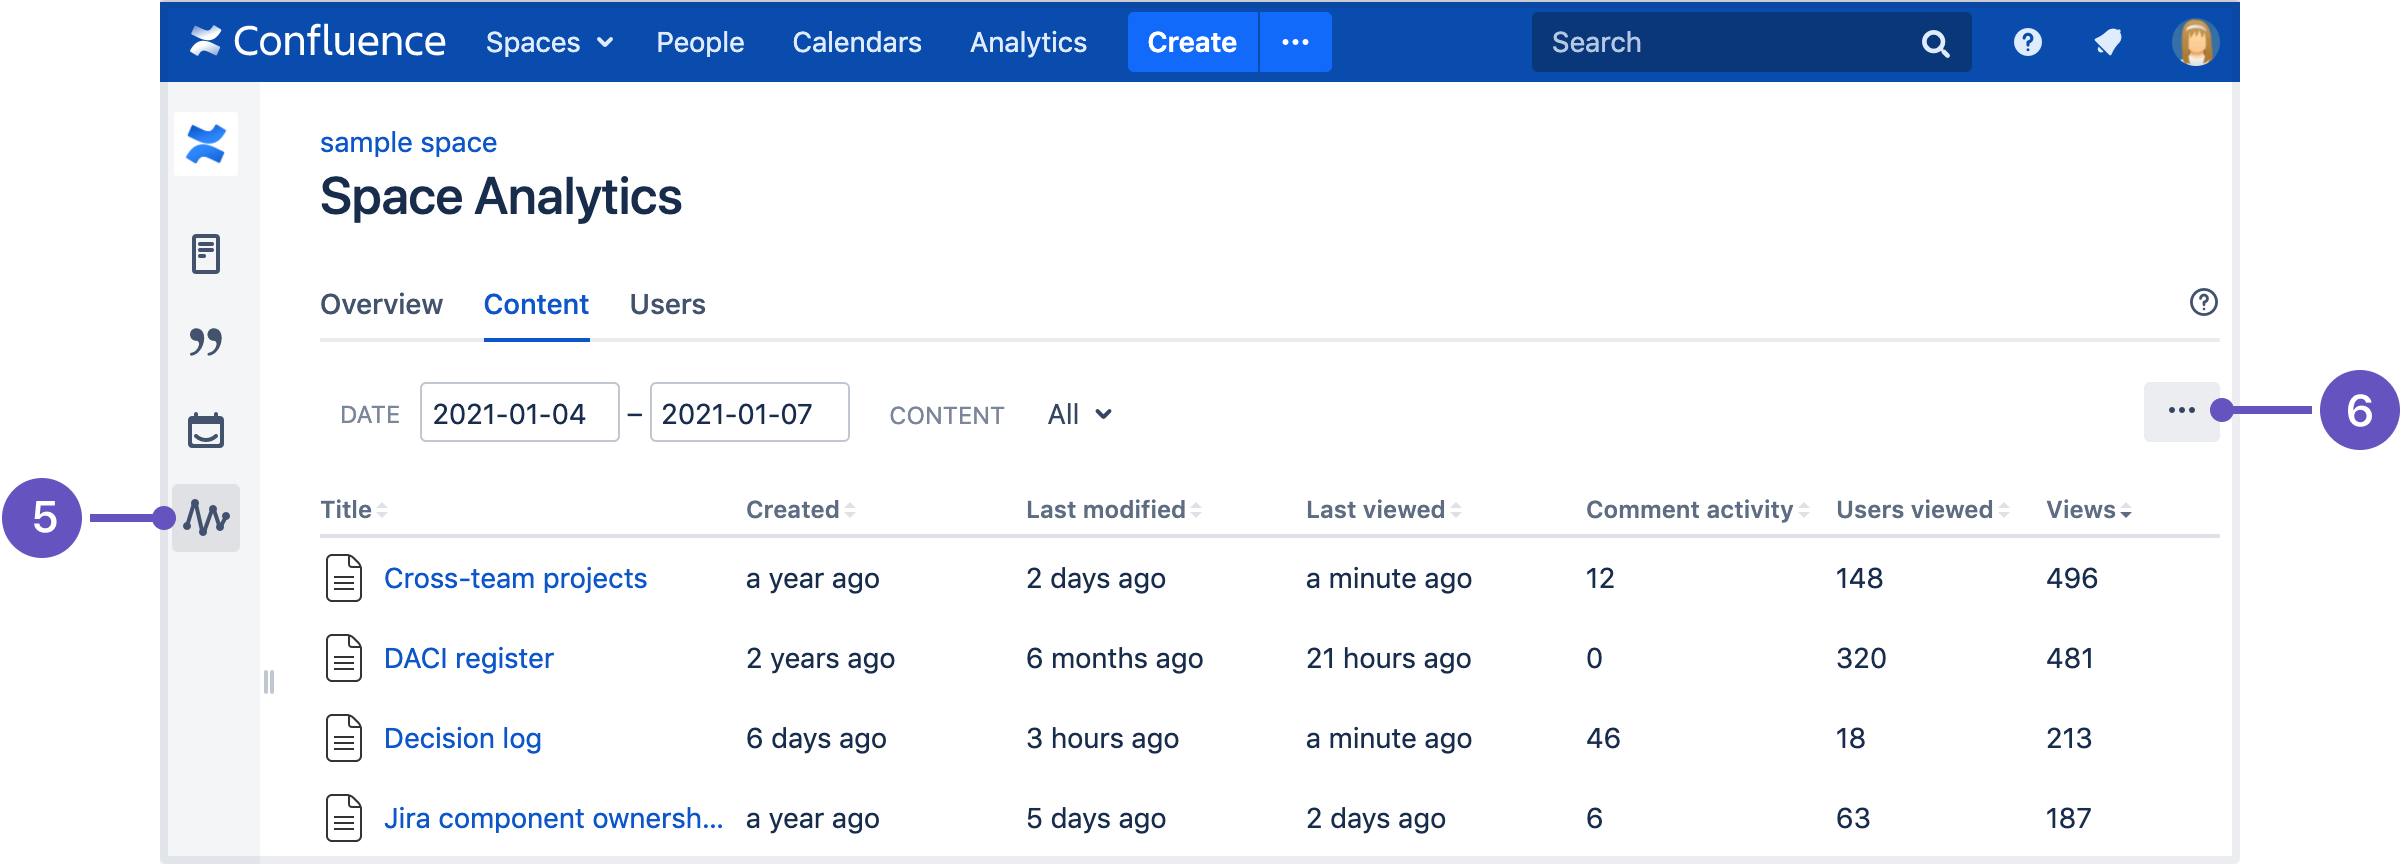 Confluence Spaces People Calendars Analytics Create Search
sample space
Space Analytics
Overview Content Users
DATE 2021-01-04 – 2021-01-07 CONTENT All
6
5
Title Created Last modified Last viewed Comment activity Users viewed Views
Cross-team projects a year ago 2 days ago a minute ago 12 148 496
DACI register 2 years ago 6 months ago 21 hours ago 0 320 481
Decision log 6 days ago 3 hours ago a minute ago 46 18 213
Jira component ownersh... a year ago 5 days ago 2 days ago 6 63 187